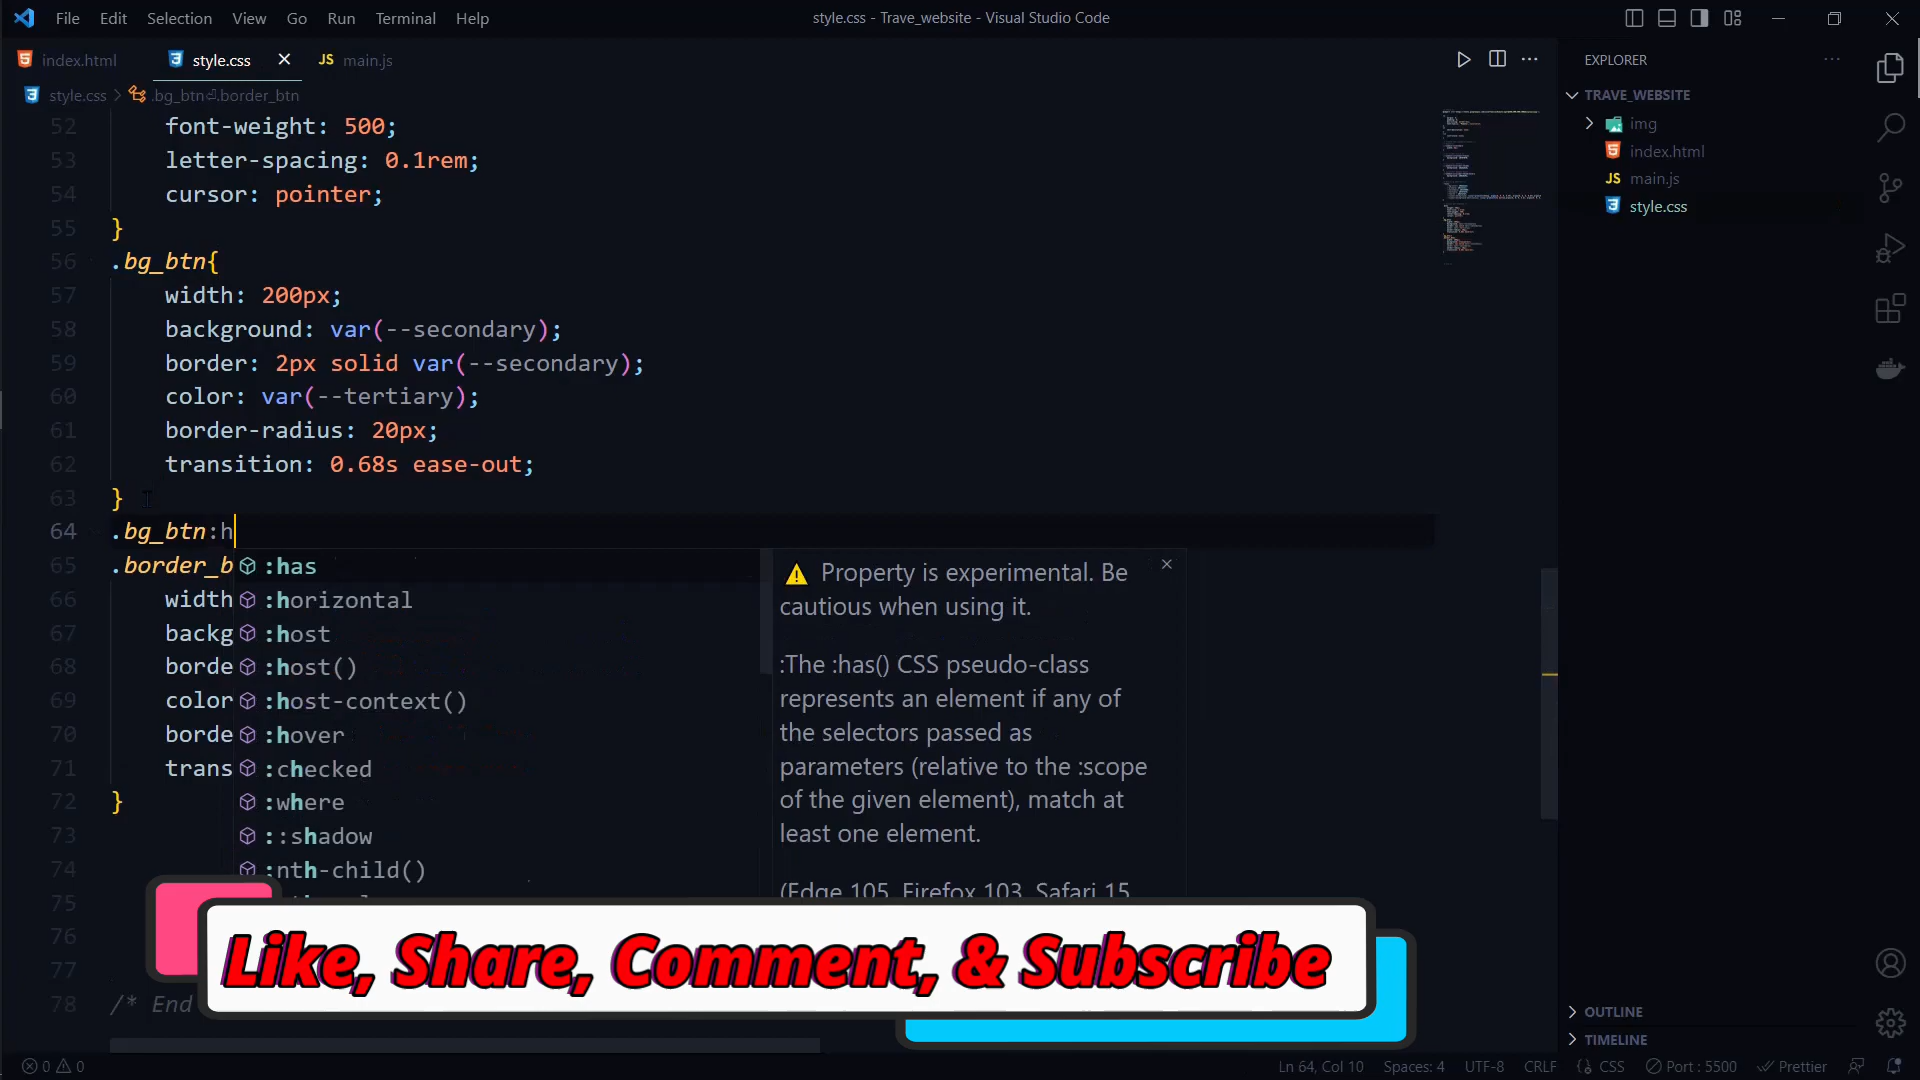 File Edit Selection View Go Run Terminal Help
style.css - Trave_website - Visual Studio Code
index.html style.css JS main.js
style.css > .bg_btn⏎.border_btn
52 font-weight: 500;
53 letter-spacing: 0.1rem;
54 cursor: pointer;
55 }
56 .bg_btn{
57 width: 200px;
58 background: var(--secondary);
59 border: 2px solid var(--secondary);
60 color: var(--tertiary);
61 border-radius: 20px;
62 transition: 0.68s ease-out;
63 }
64 .bg_btn:h
65 .border_b
66 width
67 backg
68 borde
69 color
70 borde
71 trans
72 }
73
74
75
76
77
78 /* End
:has
:horizontal
:host
:host()
:host-context()
:hover
:checked
:where
::shadow
:nth-child()
Property is experimental. Be
cautious when using it.
:The :has() CSS pseudo-class
represents an element if any of
the selectors passed as
parameters (relative to the :scope
of the given element), match at
least one element.
(Edge 105, Firefox 103, Safari 15
Like, Share, Comment, & Subscribe
EXPLORER
TRAVE_WEBSITE
img
index.html
JS main.js
style.css
OUTLINE
TIMELINE
0 0
Ln 64, Col 10 Spaces: 4 UTF-8 CRLF {} CSS Port : 5500 Prettier